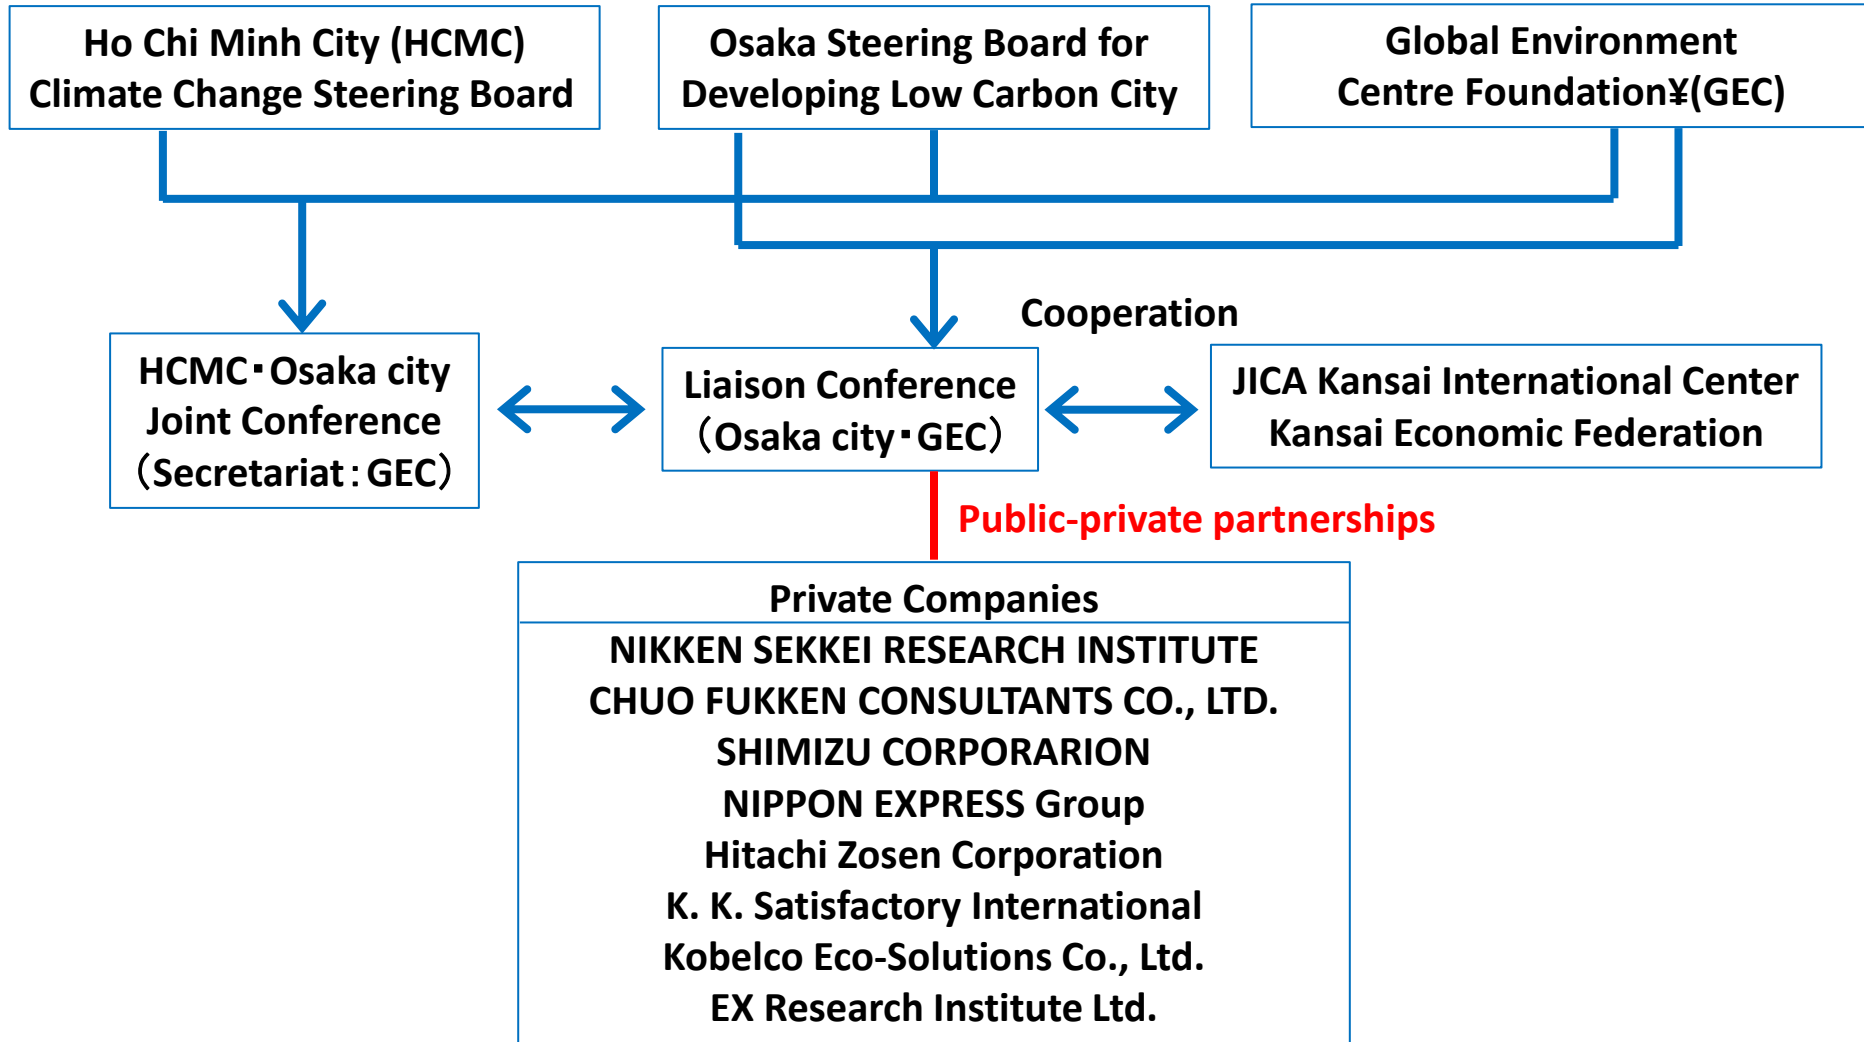 Ho Chi Minh City (HCMC)
Climate Change Steering Board
Osaka Steering Board for
Developing Low Carbon City
Global Environment
Centre Foundation¥(GEC)
Cooperation
HCMC・Osaka city
Joint Conference
（Secretariat：GEC）
Liaison Conference
（Osaka city・GEC）
JICA Kansai International Center
Kansai Economic Federation
Public-private partnerships
Private Companies
NIKKEN SEKKEI RESEARCH INSTITUTE
CHUO FUKKEN CONSULTANTS CO., LTD.
SHIMIZU CORPORARION
NIPPON EXPRESS Group
Hitachi Zosen Corporation
K. K. Satisfactory International
Kobelco Eco-Solutions Co., Ltd.
EX Research Institute Ltd.